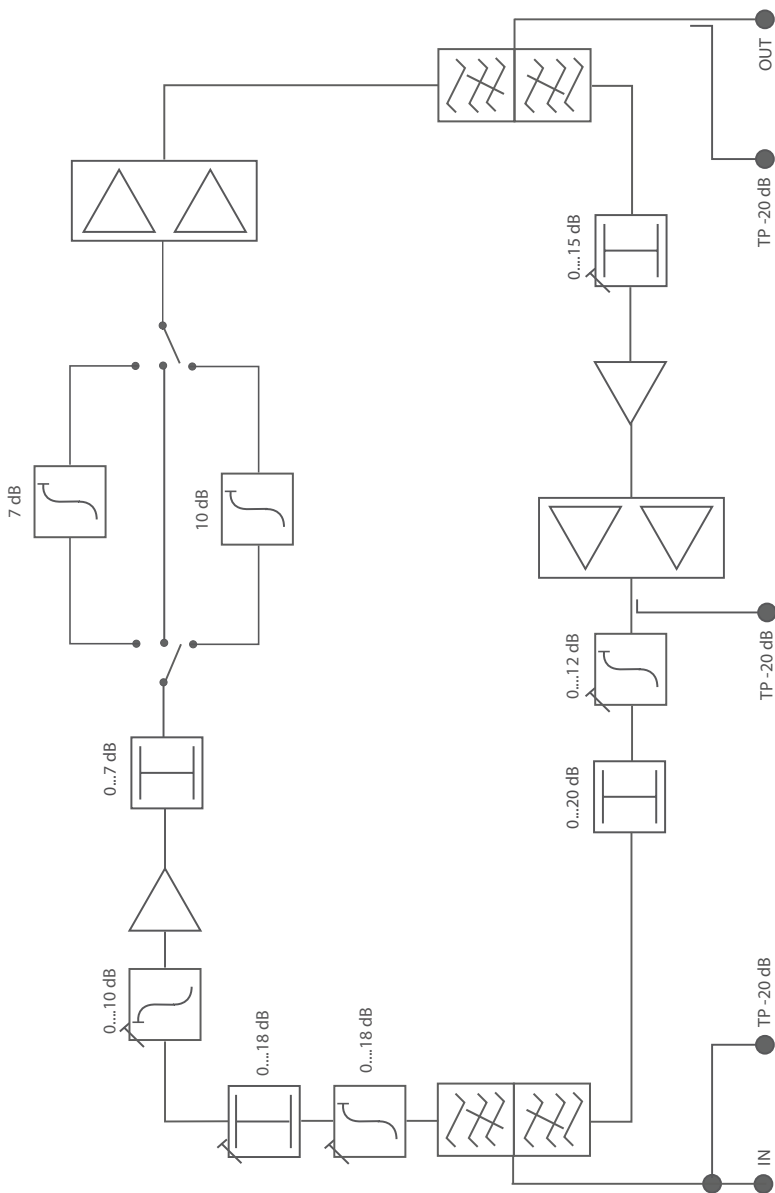 7 dB
0....10 dB
0...7 dB
10 dB
0....18 dB
0....18 dB
0...20 dB
0....12 dB
0....15 dB
IN
TP -20 dB
TP -20 dB
TP -20 dB
OUT